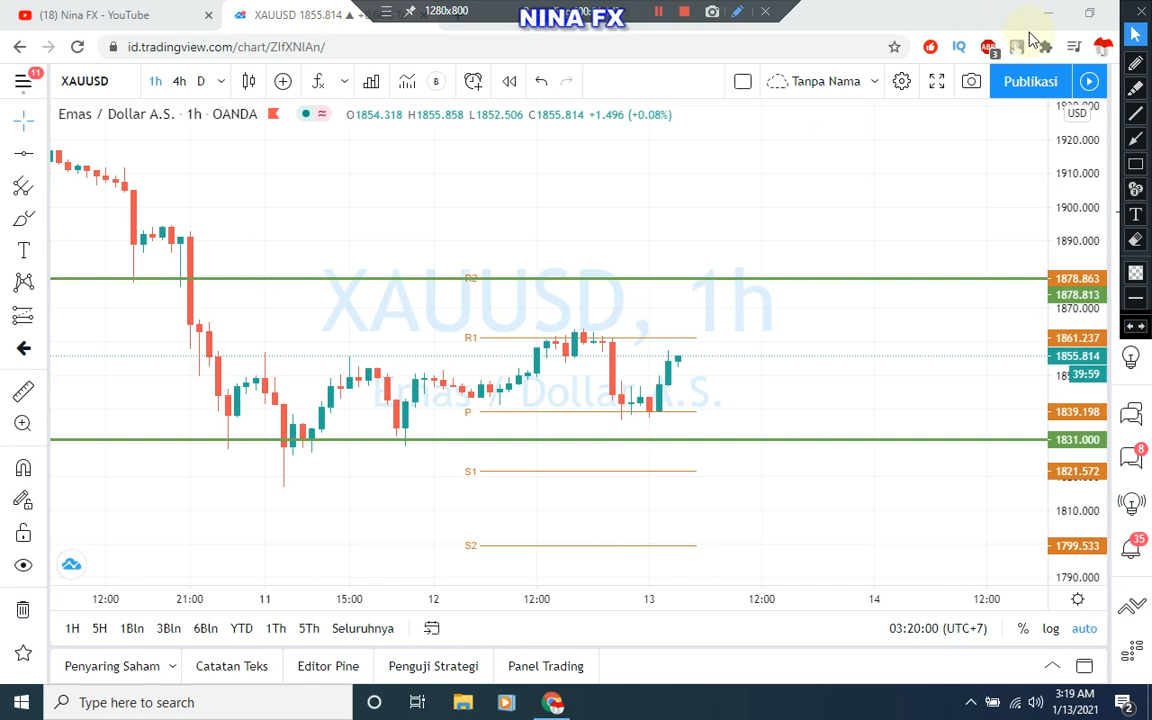 (18) Nina FX - YouTube
XAUUSD 1855.814 ▲
NINA FX
1280x800
id.tradingview.com/chart/ZIfXNIAn/
IQ
ABP
3
11
XAUUSD
1h
4h
D
B
Tanpa Nama
Publikasi
Emas / Dollar A.S. · 1h · OANDA
O1854.318 H1855.858 L1852.506 C1855.814 +1.496 (+0.08%)
USD
1920.000
1910.000
1900.000
1890.000
R2
1878.863
1878.813
1870.000
XAUUSD, 1h
R1
1861.237
1855.814
39:59
Emas / Dollar A.S.
P
1839.198
1831.000
S1
1821.572
1810.000
S2
1799.533
1790.000
12:00
21:00
11
15:00
12
12:00
13
12:00
14
12:00
1H
5H
1Bln
3Bln
6Bln
YTD
1Th
5Th
Seluruhnya
03:20:00 (UTC+7)
%
log
auto
8
35
Penyaring Saham
Catatan Teks
Editor Pine
Penguji Strategi
Panel Trading
Type here to search
3:19 AM
1/13/2021
2